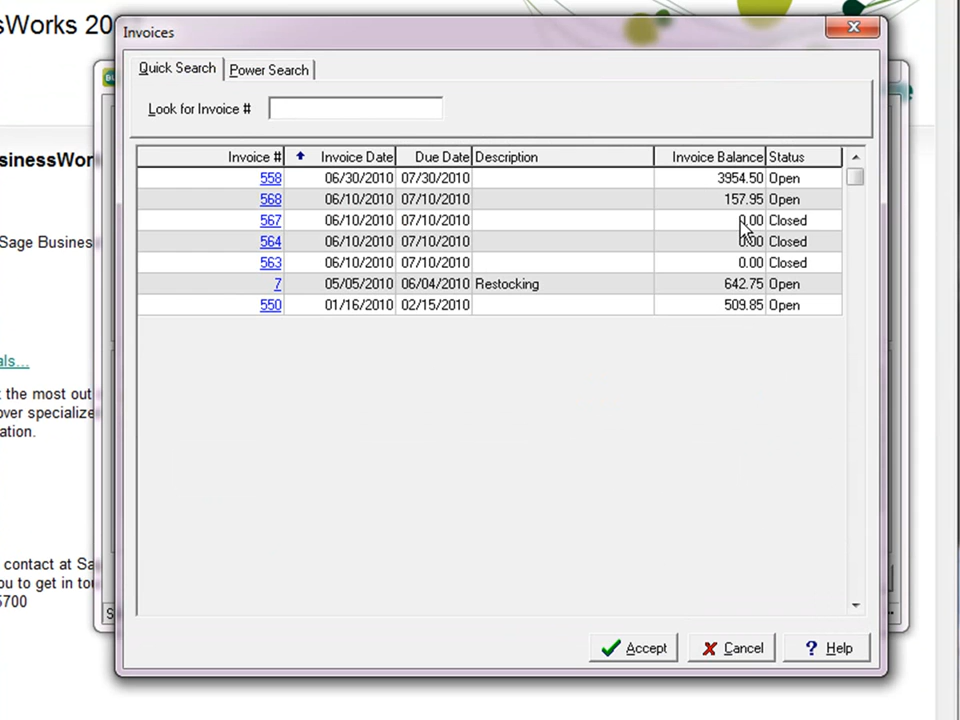 sWorks 20
Invoices
Quick Search
Power Search
Look for Invoice #
Invoice # Invoice Date Due Date Description Invoice Balance Status
558 06/30/2010 07/30/2010 3954.50 Open
568 06/10/2010 07/10/2010 157.95 Open
567 06/10/2010 07/10/2010 0.00 Closed
564 06/10/2010 07/10/2010 0.00 Closed
563 06/10/2010 07/10/2010 0.00 Closed
7 05/05/2010 06/04/2010 Restocking 642.75 Open
550 01/16/2010 02/15/2010 509.85 Open
Accept
Cancel
? Help
sinessWor
Sage Busines
als...
t the most out
over specialize
ation.
contact at Sa
ou to get in tou
5700